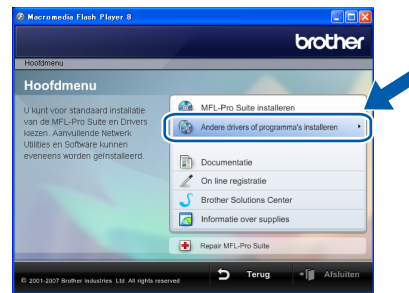 Macromedia Flash Player 8
brother
Hoofdmenu
Hoofdmenu
U kunt voor standaard installatie
van de MFL-Pro Suite en Drivers
kiezen. Aanvullende Netwerk
Utilities en Software kunnen
eveneens worden geïnstalleerd.
MFL-Pro Suite installeren
Andere drivers of programma's installeren
Documentatie
On line registratie
Brother Solutions Center
Informatie over supplies
Repair MFL-Pro Suite
© 2001-2007 Brother Industries Ltd. All rights reserved
Terug
Afsluiten